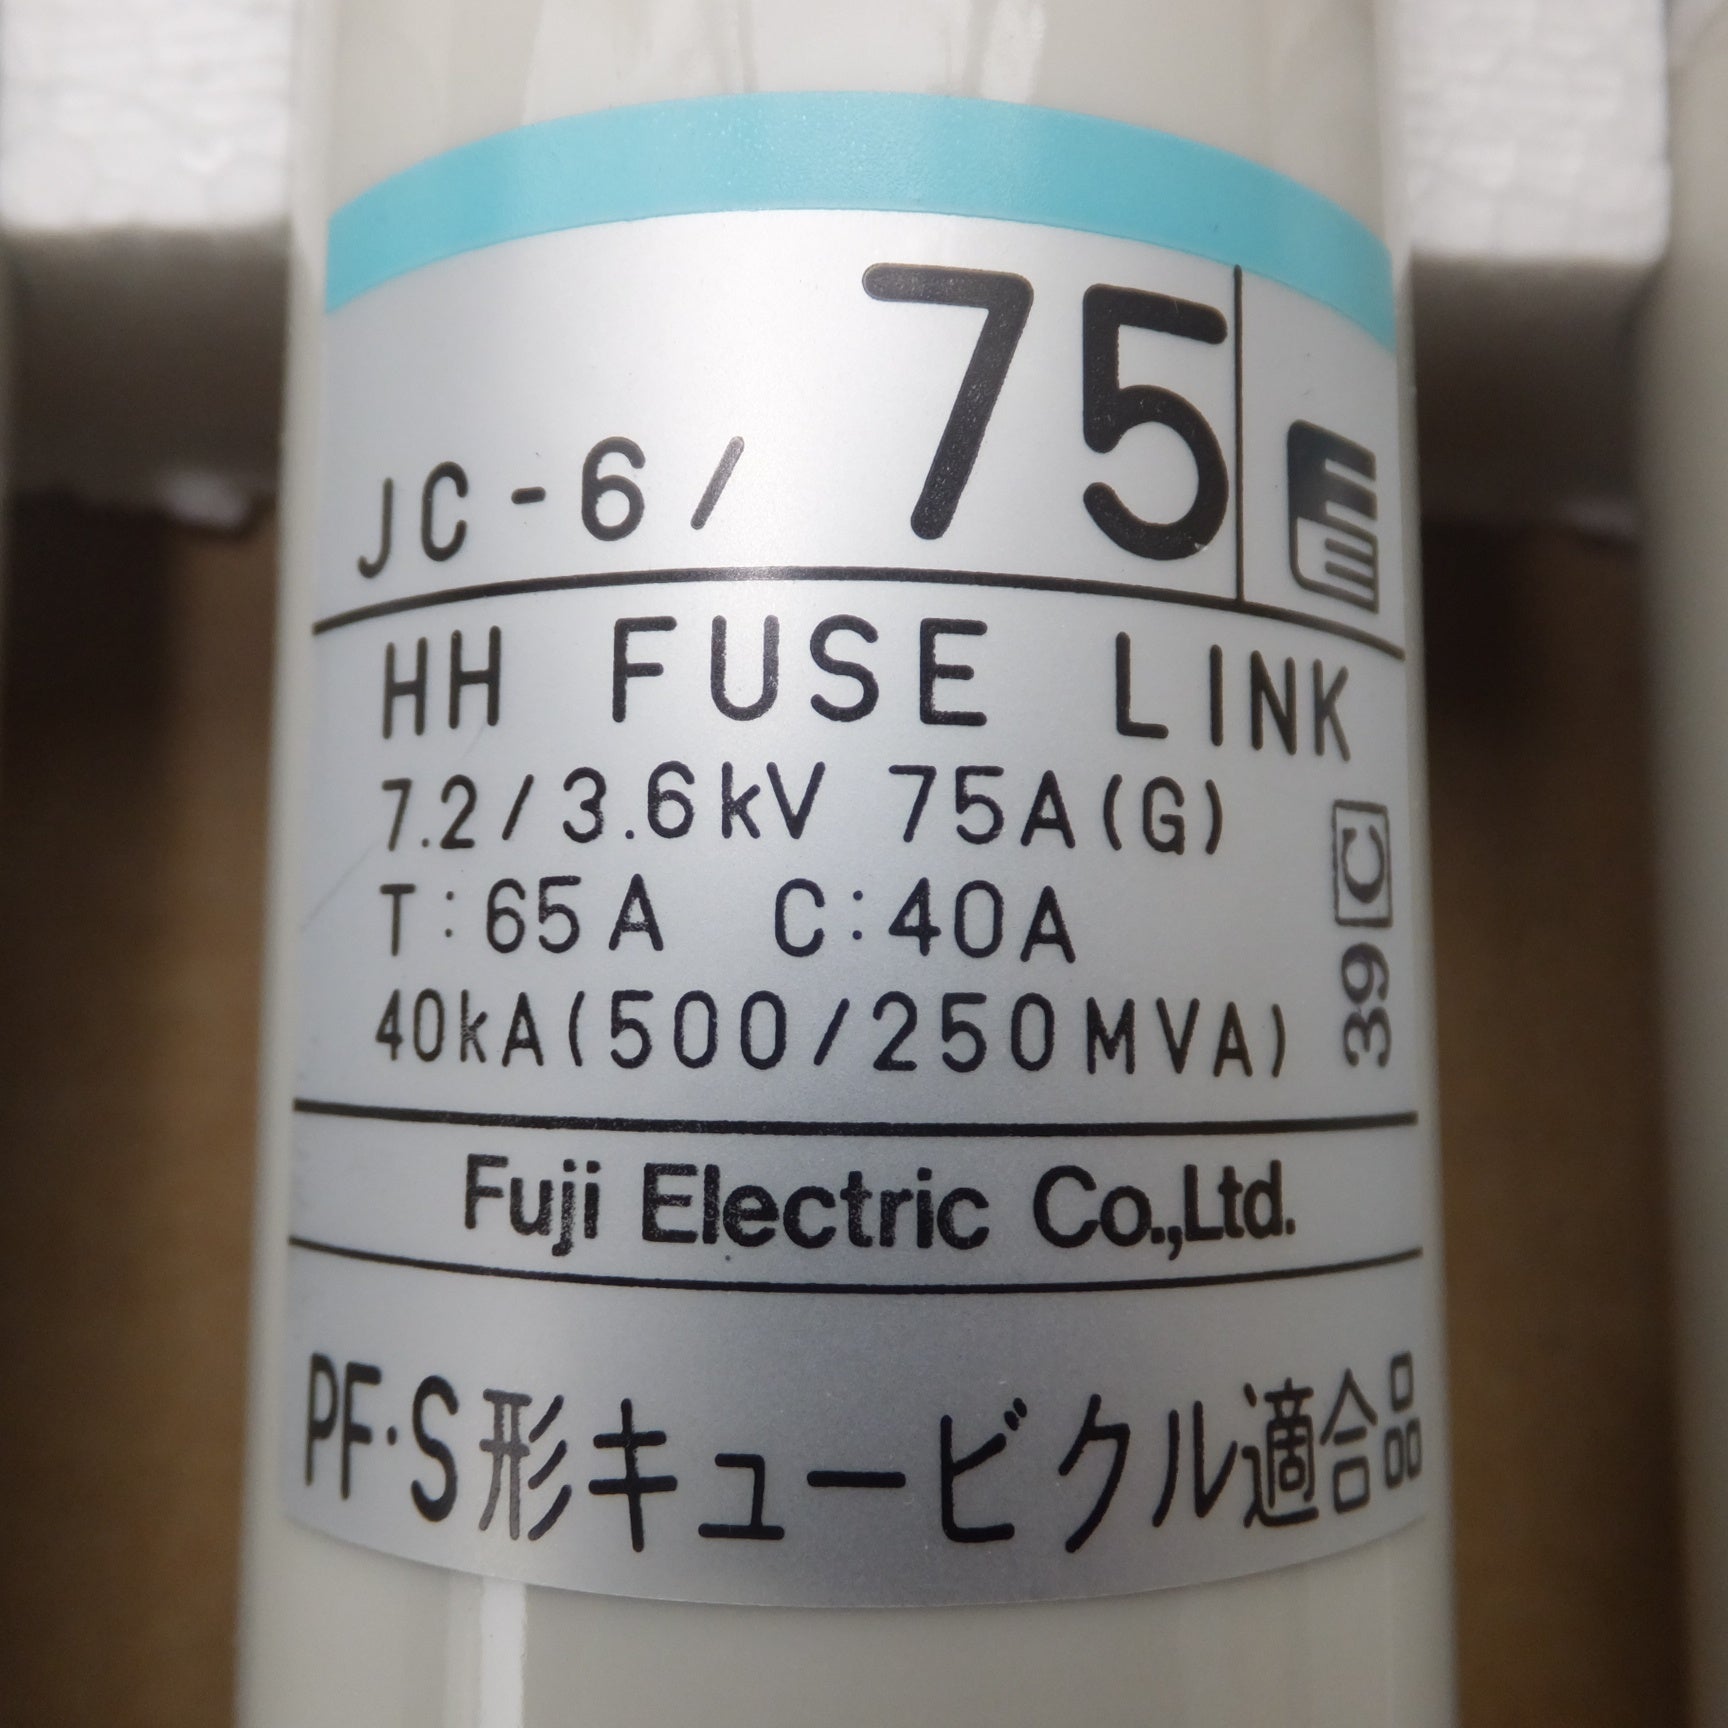 JC-6/75
HH FUSE LINK
7.2/3.6kV 75A(G)
T:65A C:40A
40kA(500/250MVA)
39 C
Fuji Electric Co.,Ltd.
PF·S形キュービクル適合品